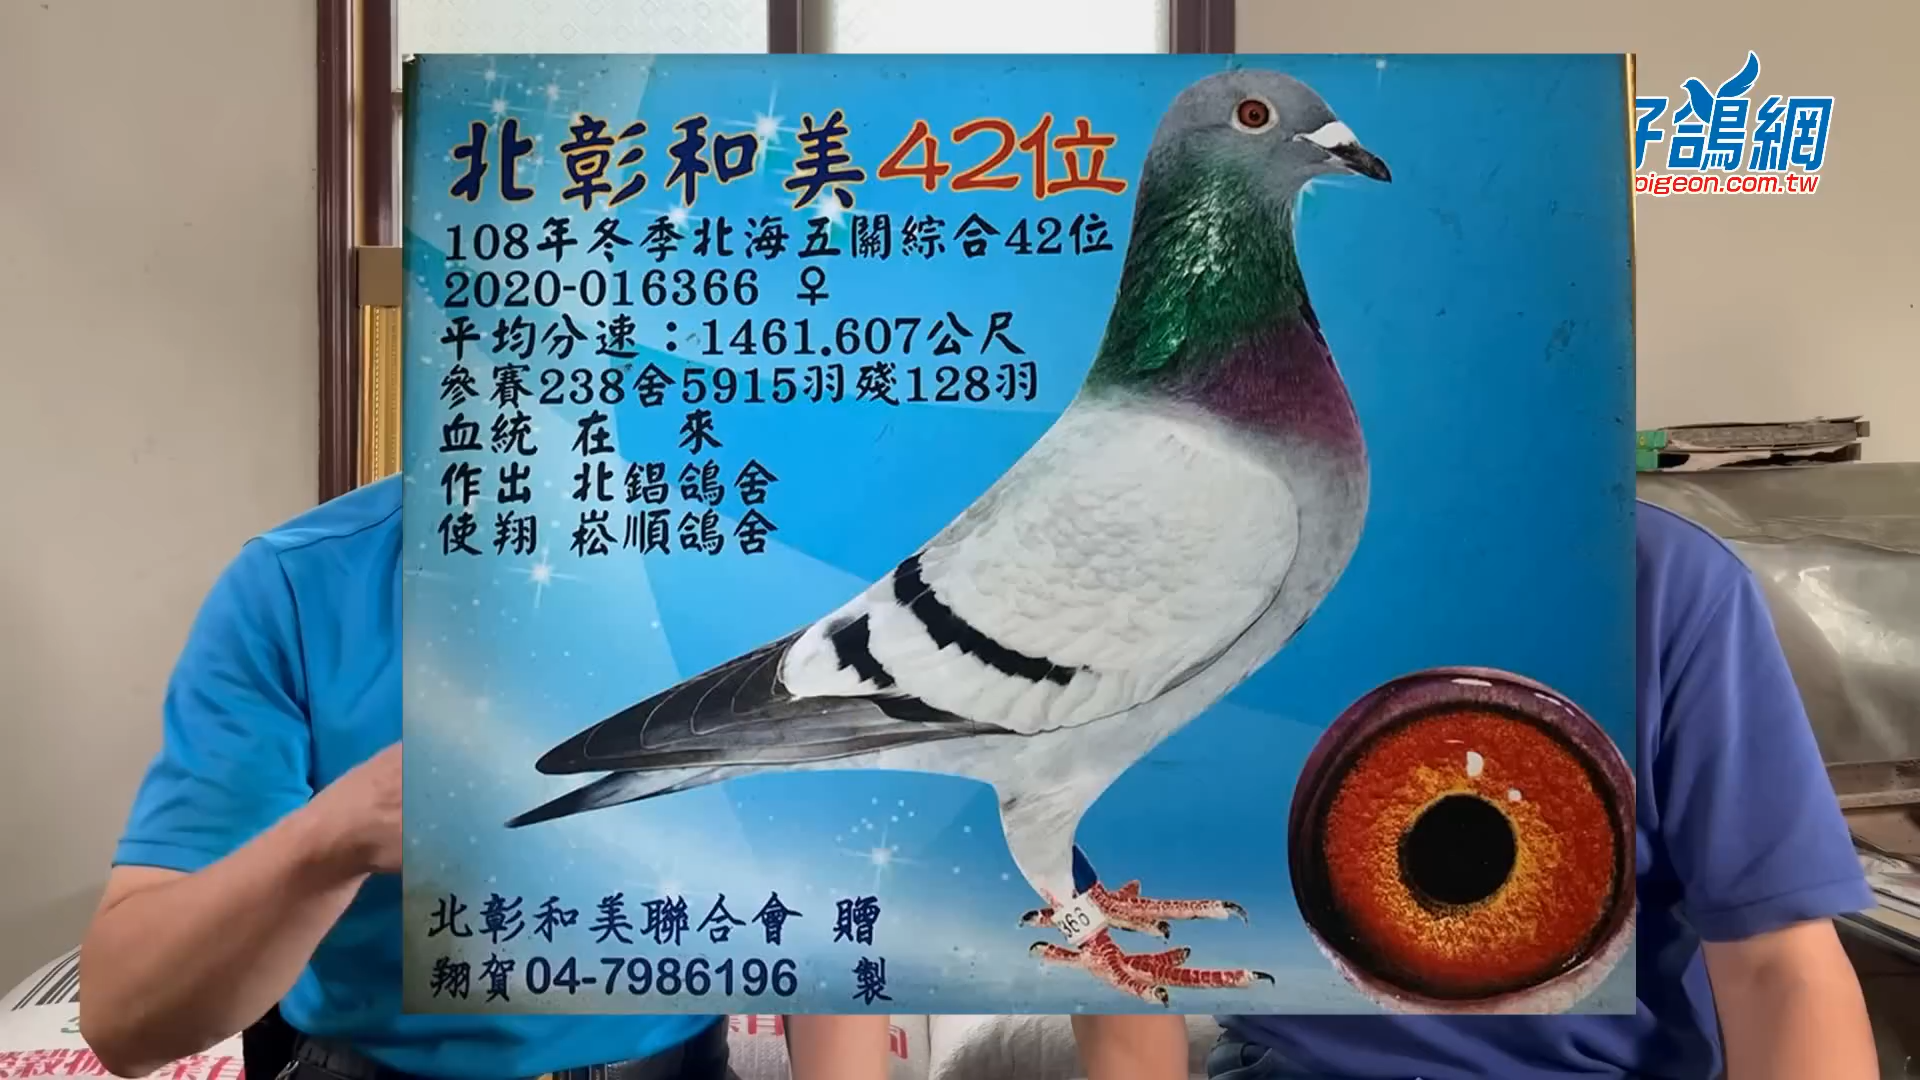 北彰和美42位
108年冬季北海五關綜合42位
2020-016366 ♀
平均分速：1461.607公尺
參賽238舍5915羽殘128羽
血統 在 來
作出 北錩鴿舍
使翔 崧順鴿舍
北彰和美聯合會 贈
翔賀04-7986196 製
366
好鴿網
pigeon.com.tw